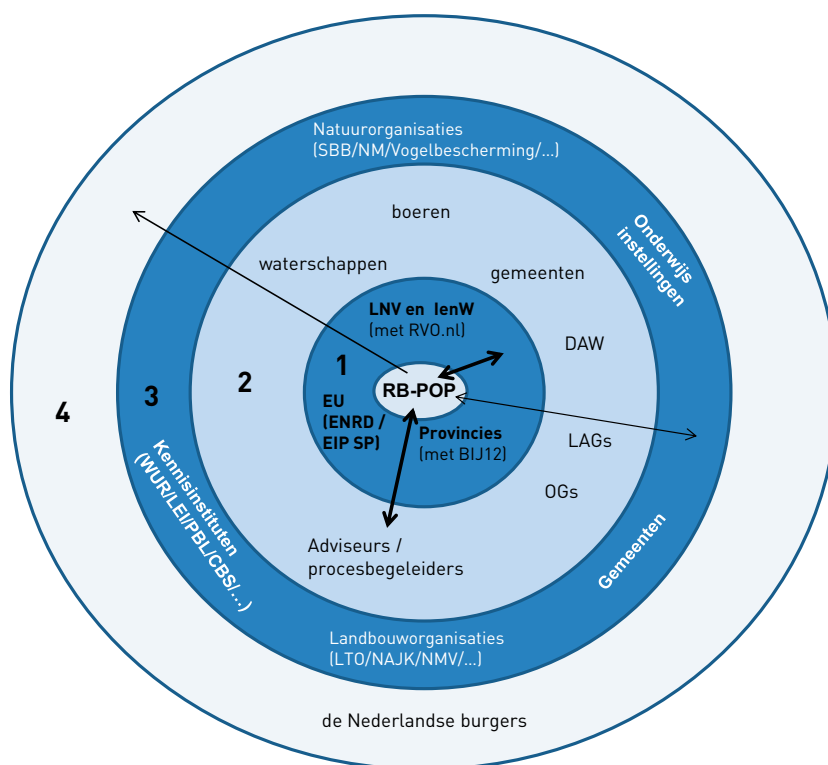 Natuurorganisaties
(SBB/NM/Vogelbescherming/...)
Onderwijs
instellingen
boeren
waterschappen
gemeenten
LNV en IenW
(met RVO.nl)
DAW
1
2
3
4
RB-POP
EU
(ENRD /
EIP SP)
Provincies
(met BIJ12)
LAGs
OGs
Kennisinstituten
(WUR/LEI/PBL/CBS/...)
Gemeenten
Adviseurs /
procesbegeleiders
Landbouworganisaties
(LTO/NAJK/NMV/...)
de Nederlandse burgers